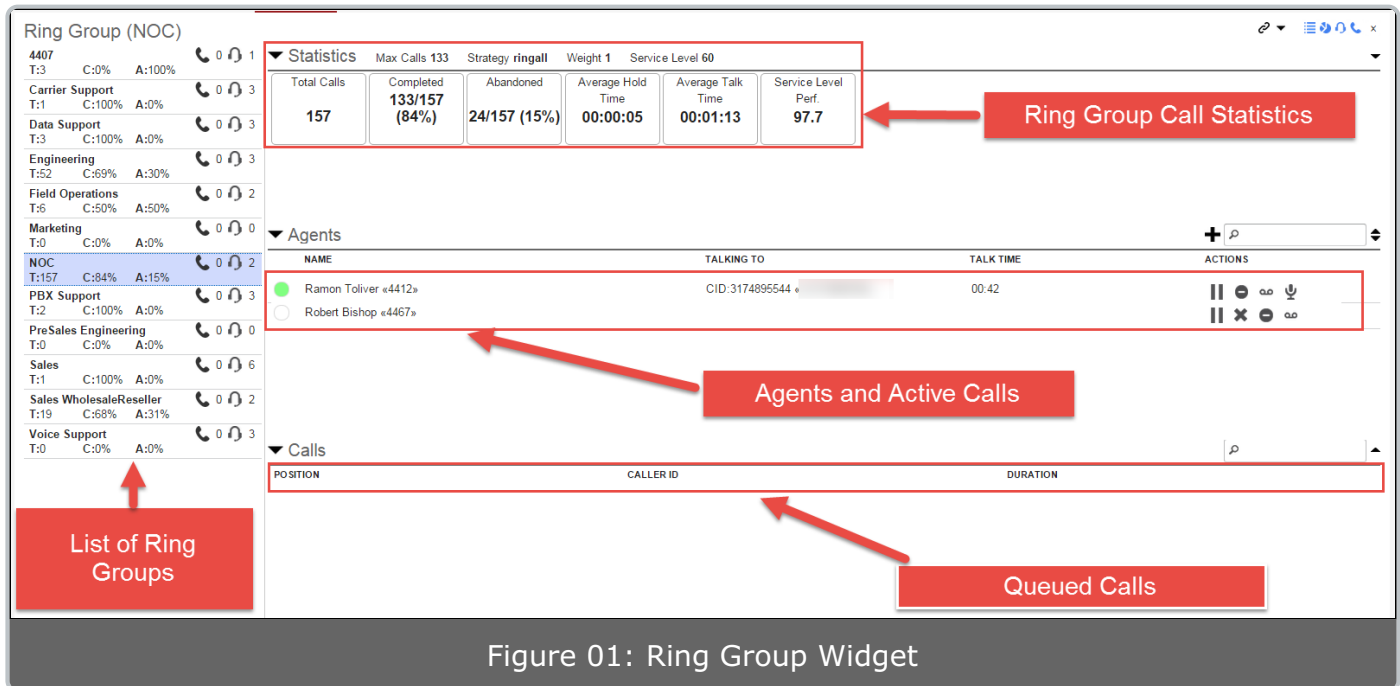 Ring Group (NOC)
4407 0 1
T:3 C:0% A:100%
Carrier Support 0 3
T:1 C:100% A:0%
Data Support 0 3
T:3 C:100% A:0%
Engineering 0 3
T:52 C:69% A:30%
Field Operations 0 2
T:6 C:50% A:50%
Marketing 0 0
T:0 C:0% A:0%
NOC 0 2
T:157 C:84% A:15%
PBX Support 0 3
T:2 C:100% A:0%
PreSales Engineering 0 0
T:0 C:0% A:0%
Sales 0 6
T:1 C:100% A:0%
Sales WholesaleReseller 0 2
T:19 C:68% A:31%
Voice Support 0 3
T:0 C:0% A:0%
List of Ring
Groups
Statistics Max Calls 133 Strategy ringall Weight 1 Service Level 60
Total Calls
157
Completed
133/157
(84%)
Abandoned
24/157 (15%)
Average Hold
Time
00:00:05
Average Talk
Time
00:01:13
Service Level
Perf.
97.7
Ring Group Call Statistics
Agents
NAME TALKING TO TALK TIME ACTIONS
Ramon Toliver «4412» CID:3174895544 « 00:42
Robert Bishop «4467»
Agents and Active Calls
Calls
POSITION CALLER ID DURATION
Queued Calls
Figure 01: Ring Group Widget